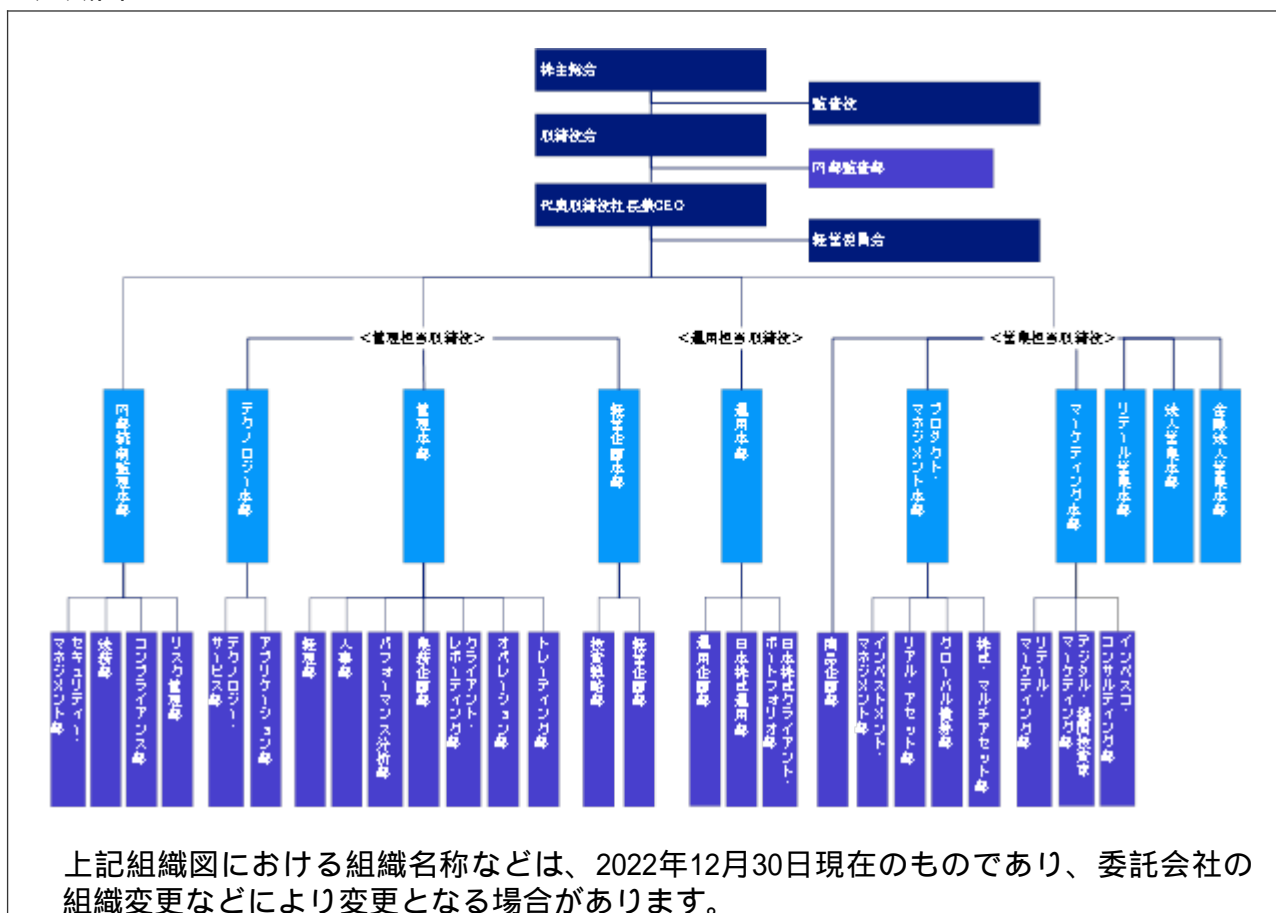 株主総会
監査役
取締役会
内部監査部
代表取締役社長兼CEO
経営委員会
＜管理担当取締役＞
＜運用担当取締役＞
＜営業担当取締役＞
内部統制監理本部
テクノロジー本部
管理本部
経営企画本部
運用本部
プロダクト・
マネジメント本部
マーケティング本部
リテール営業本部
法人営業本部
金融法人営業本部
セキュリティー・
マネジメント部
法務部
コンプライアンス部
リスク管理部
テクノロジー・
サービス部
アプリケーション部
経理部
人事部
パフォーマンス分析部
業務企画部
クライアント・
レポーティング部
オペレーション部
トレーディング部
投資戦略部
経営企画部
運用企画部
日本株式運用部
日本株式クライアント・
ポートフォリオ部
商品企画部
インベストメント・
マネジメント部
リアル・アセット部
グローバル債券部
株式・マルチアセット部
リテール・
マーケティング部
デジタル・機関投資家
マーケティング部
インベスコ・
コンサルティング部
上記組織図における組織名称などは、2022年12月30日現在のものであり、委託会社の
組織変更などにより変更となる場合があります。